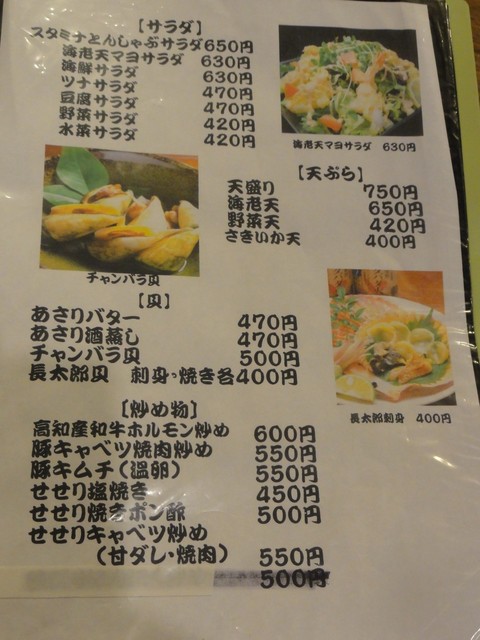 【サラダ】
スタミナとんしゃぶサラダ650円
海老天マヨサラダ 630円
海鮮サラダ 630円
ツナサラダ 470円
豆腐サラダ 470円
野菜サラダ 420円
水菜サラダ 420円
海老天マヨサラダ 630円
【天ぷら】
天盛り 750円
海老天 650円
野菜天 420円
さきいか天 400円
チャンバラ貝
【貝】
あさりバター 470円
あさり酒蒸し 470円
チャンバラ貝 500円
長太郎貝 刺身・焼き各400円
長太郎刺身 400円
【炒め物】
高知産和牛ホルモン炒め 600円
豚キャベツ焼肉炒め 550円
豚キムチ(温卵) 550円
せせり塩焼き 450円
せせり焼きポン酢 500円
せせりキャベツ炒め
(甘ダレ・焼肉) 550円
500円